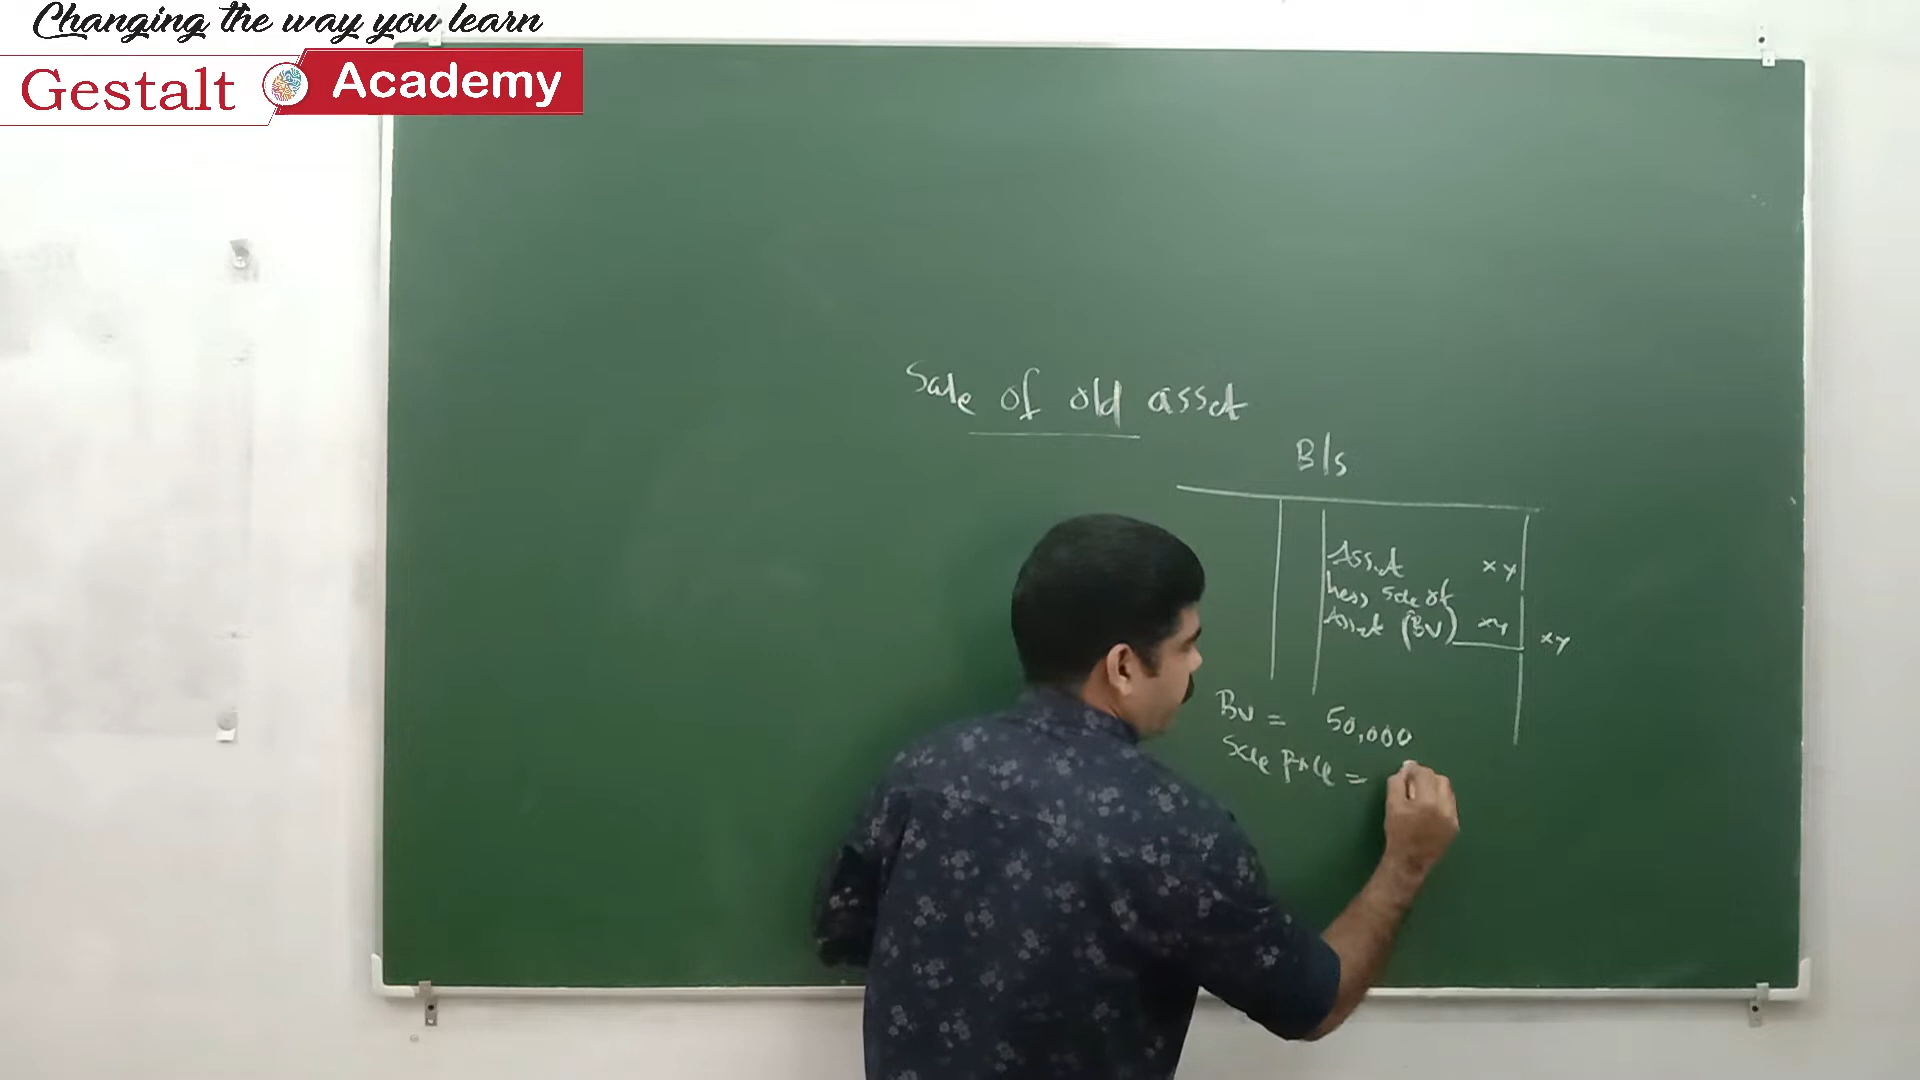 Changing the way you learn
Gestalt Academy
Sale of old asset
B/s
Asset xy
Less sale of
Asset (BV) xy xy
BV = 50,000
Sale price =